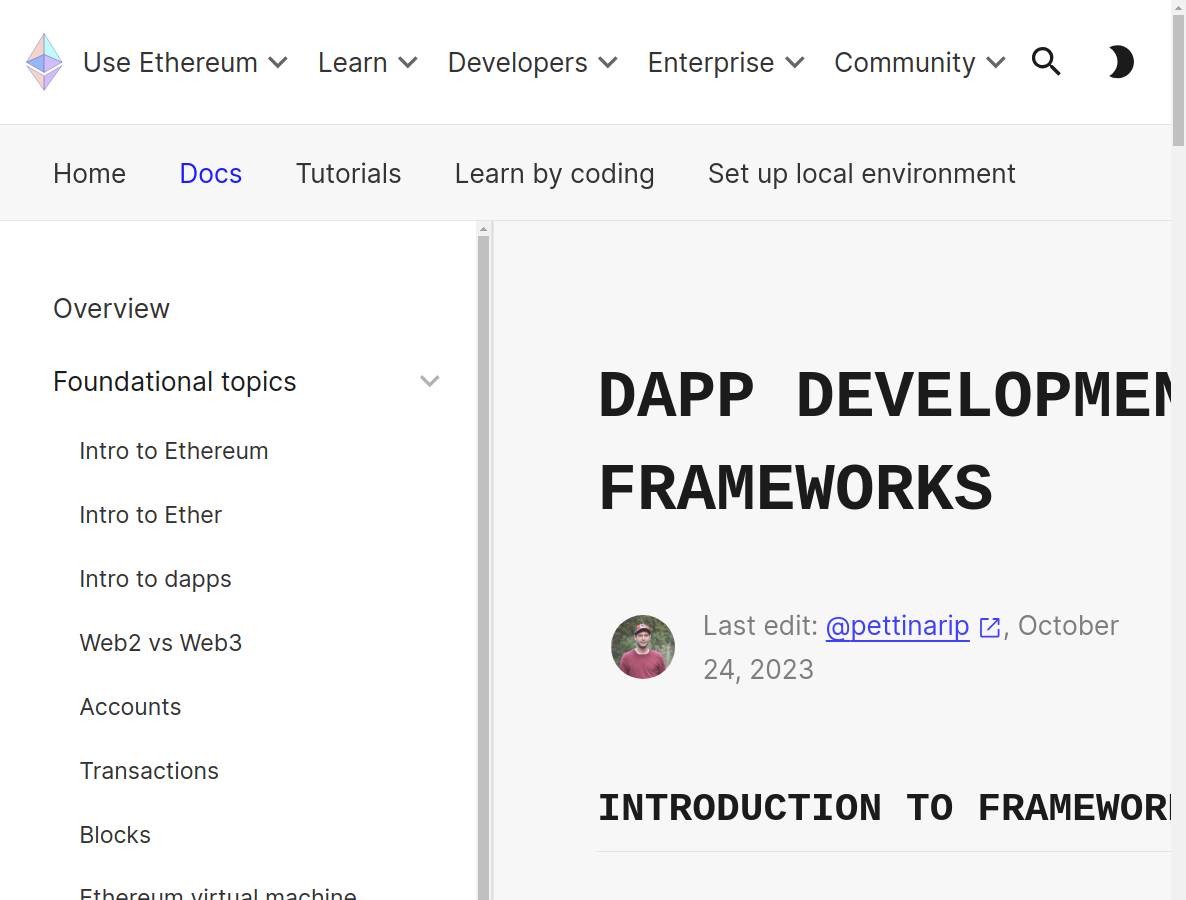 Use Ethereum Learn Developers Enterprise Community
Home Docs Tutorials Learn by coding Set up local environment
Overview
Foundational topics
Intro to Ethereum
Intro to Ether
Intro to dapps
Web2 vs Web3
Accounts
Transactions
Blocks
Ethereum virtual machine
DAPP DEVELOPMEN
FRAMEWORKS
Last edit: @pettinarip , October
24, 2023
INTRODUCTION TO FRAMEWOR